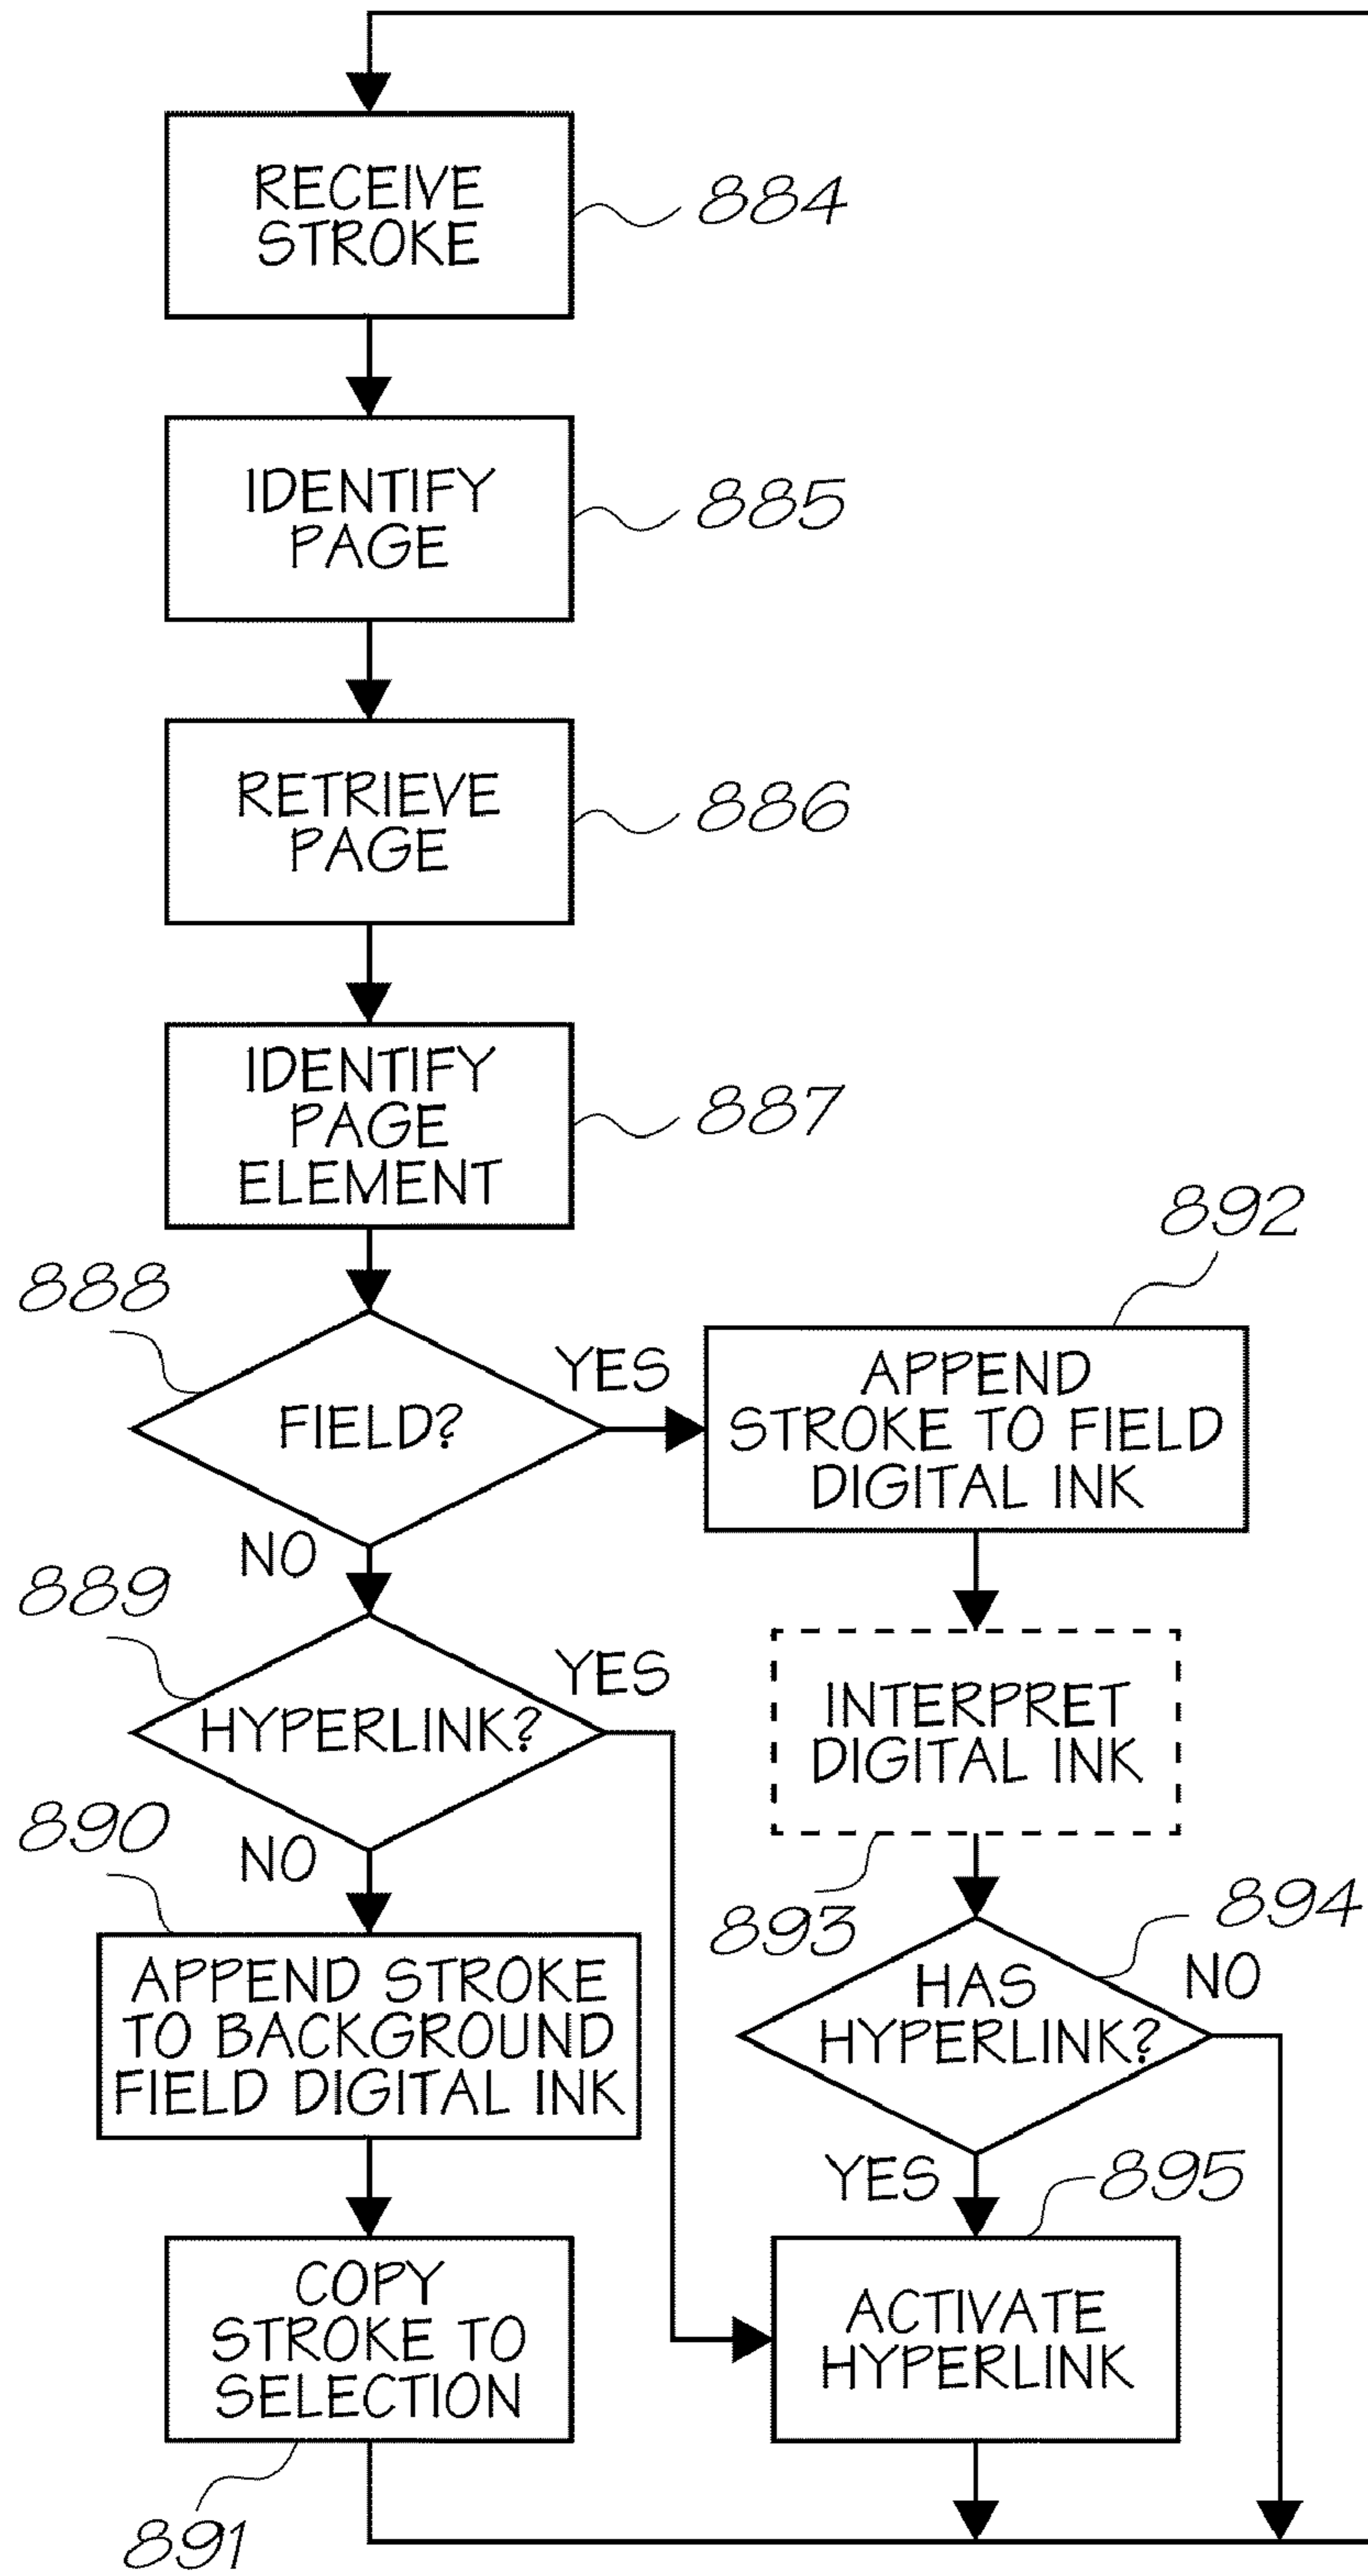 RECEIVE
STROKE
884
IDENTIFY
PAGE
885
RETRIEVE
PAGE
886
IDENTIFY
PAGE
ELEMENT
887
892
888
FIELD?
YES
APPEND
STROKE TO FIELD
DIGITAL INK
NO
889
HYPERLINK?
YES
INTERPRET
DIGITAL INK
893
890
NO
894
HAS
HYPERLINK?
NO
APPEND STROKE
TO BACKGROUND
FIELD DIGITAL INK
YES
895
COPY
STROKE TO
SELECTION
891
ACTIVATE
HYPERLINK